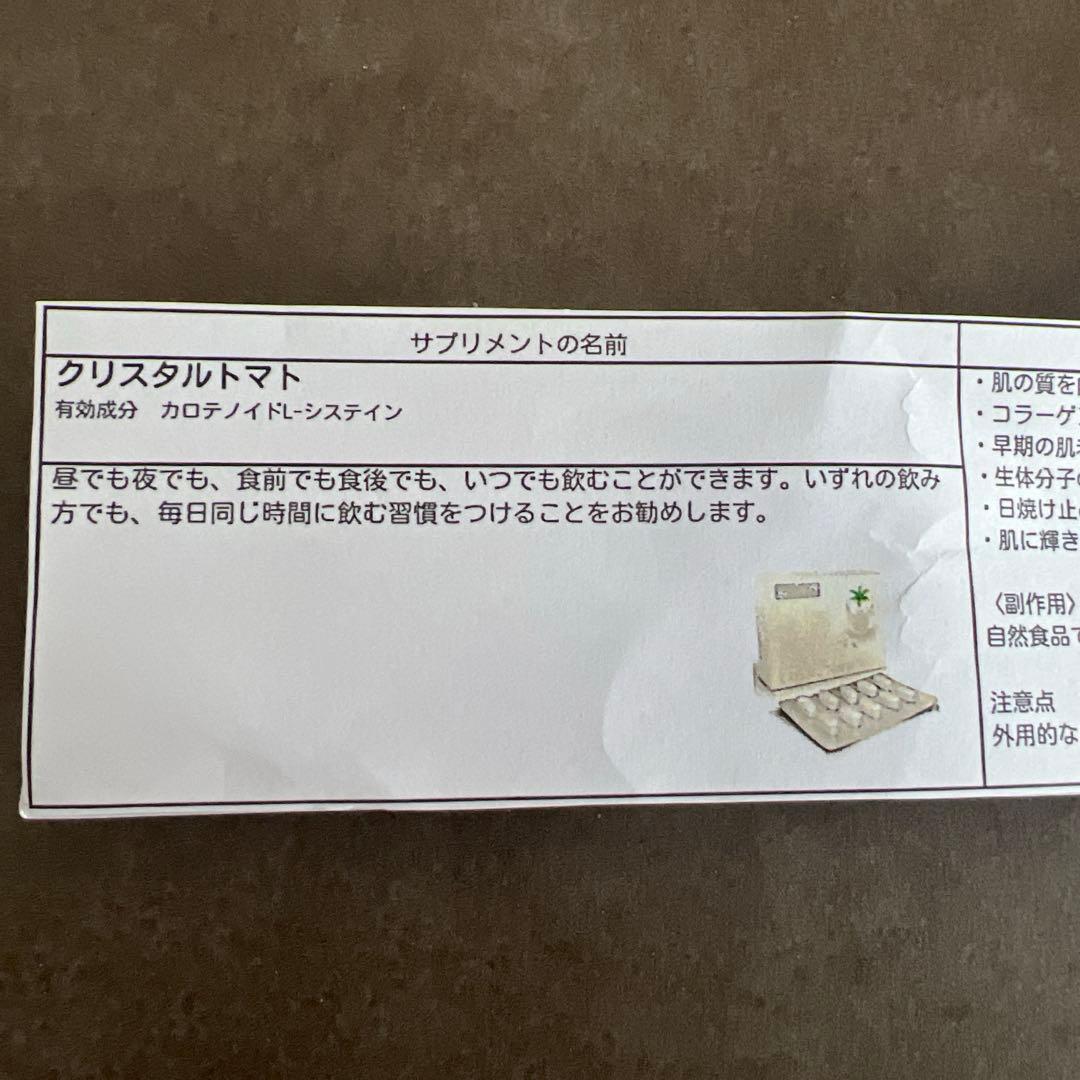 サプリメントの名前
クリスタルトマト
有効成分　カロテノイドL-システイン
昼でも夜でも、食前でも食後でも、いつでも飲むことができます。いずれの飲み
方でも、毎日同じ時間に飲む習慣をつけることをお勧めします。
・肌の質を
・コラーゲ
・早期の肌
・生体分子
・日焼け止
・肌に輝き
〈副作用〉
自然食品で
注意点
外用的な